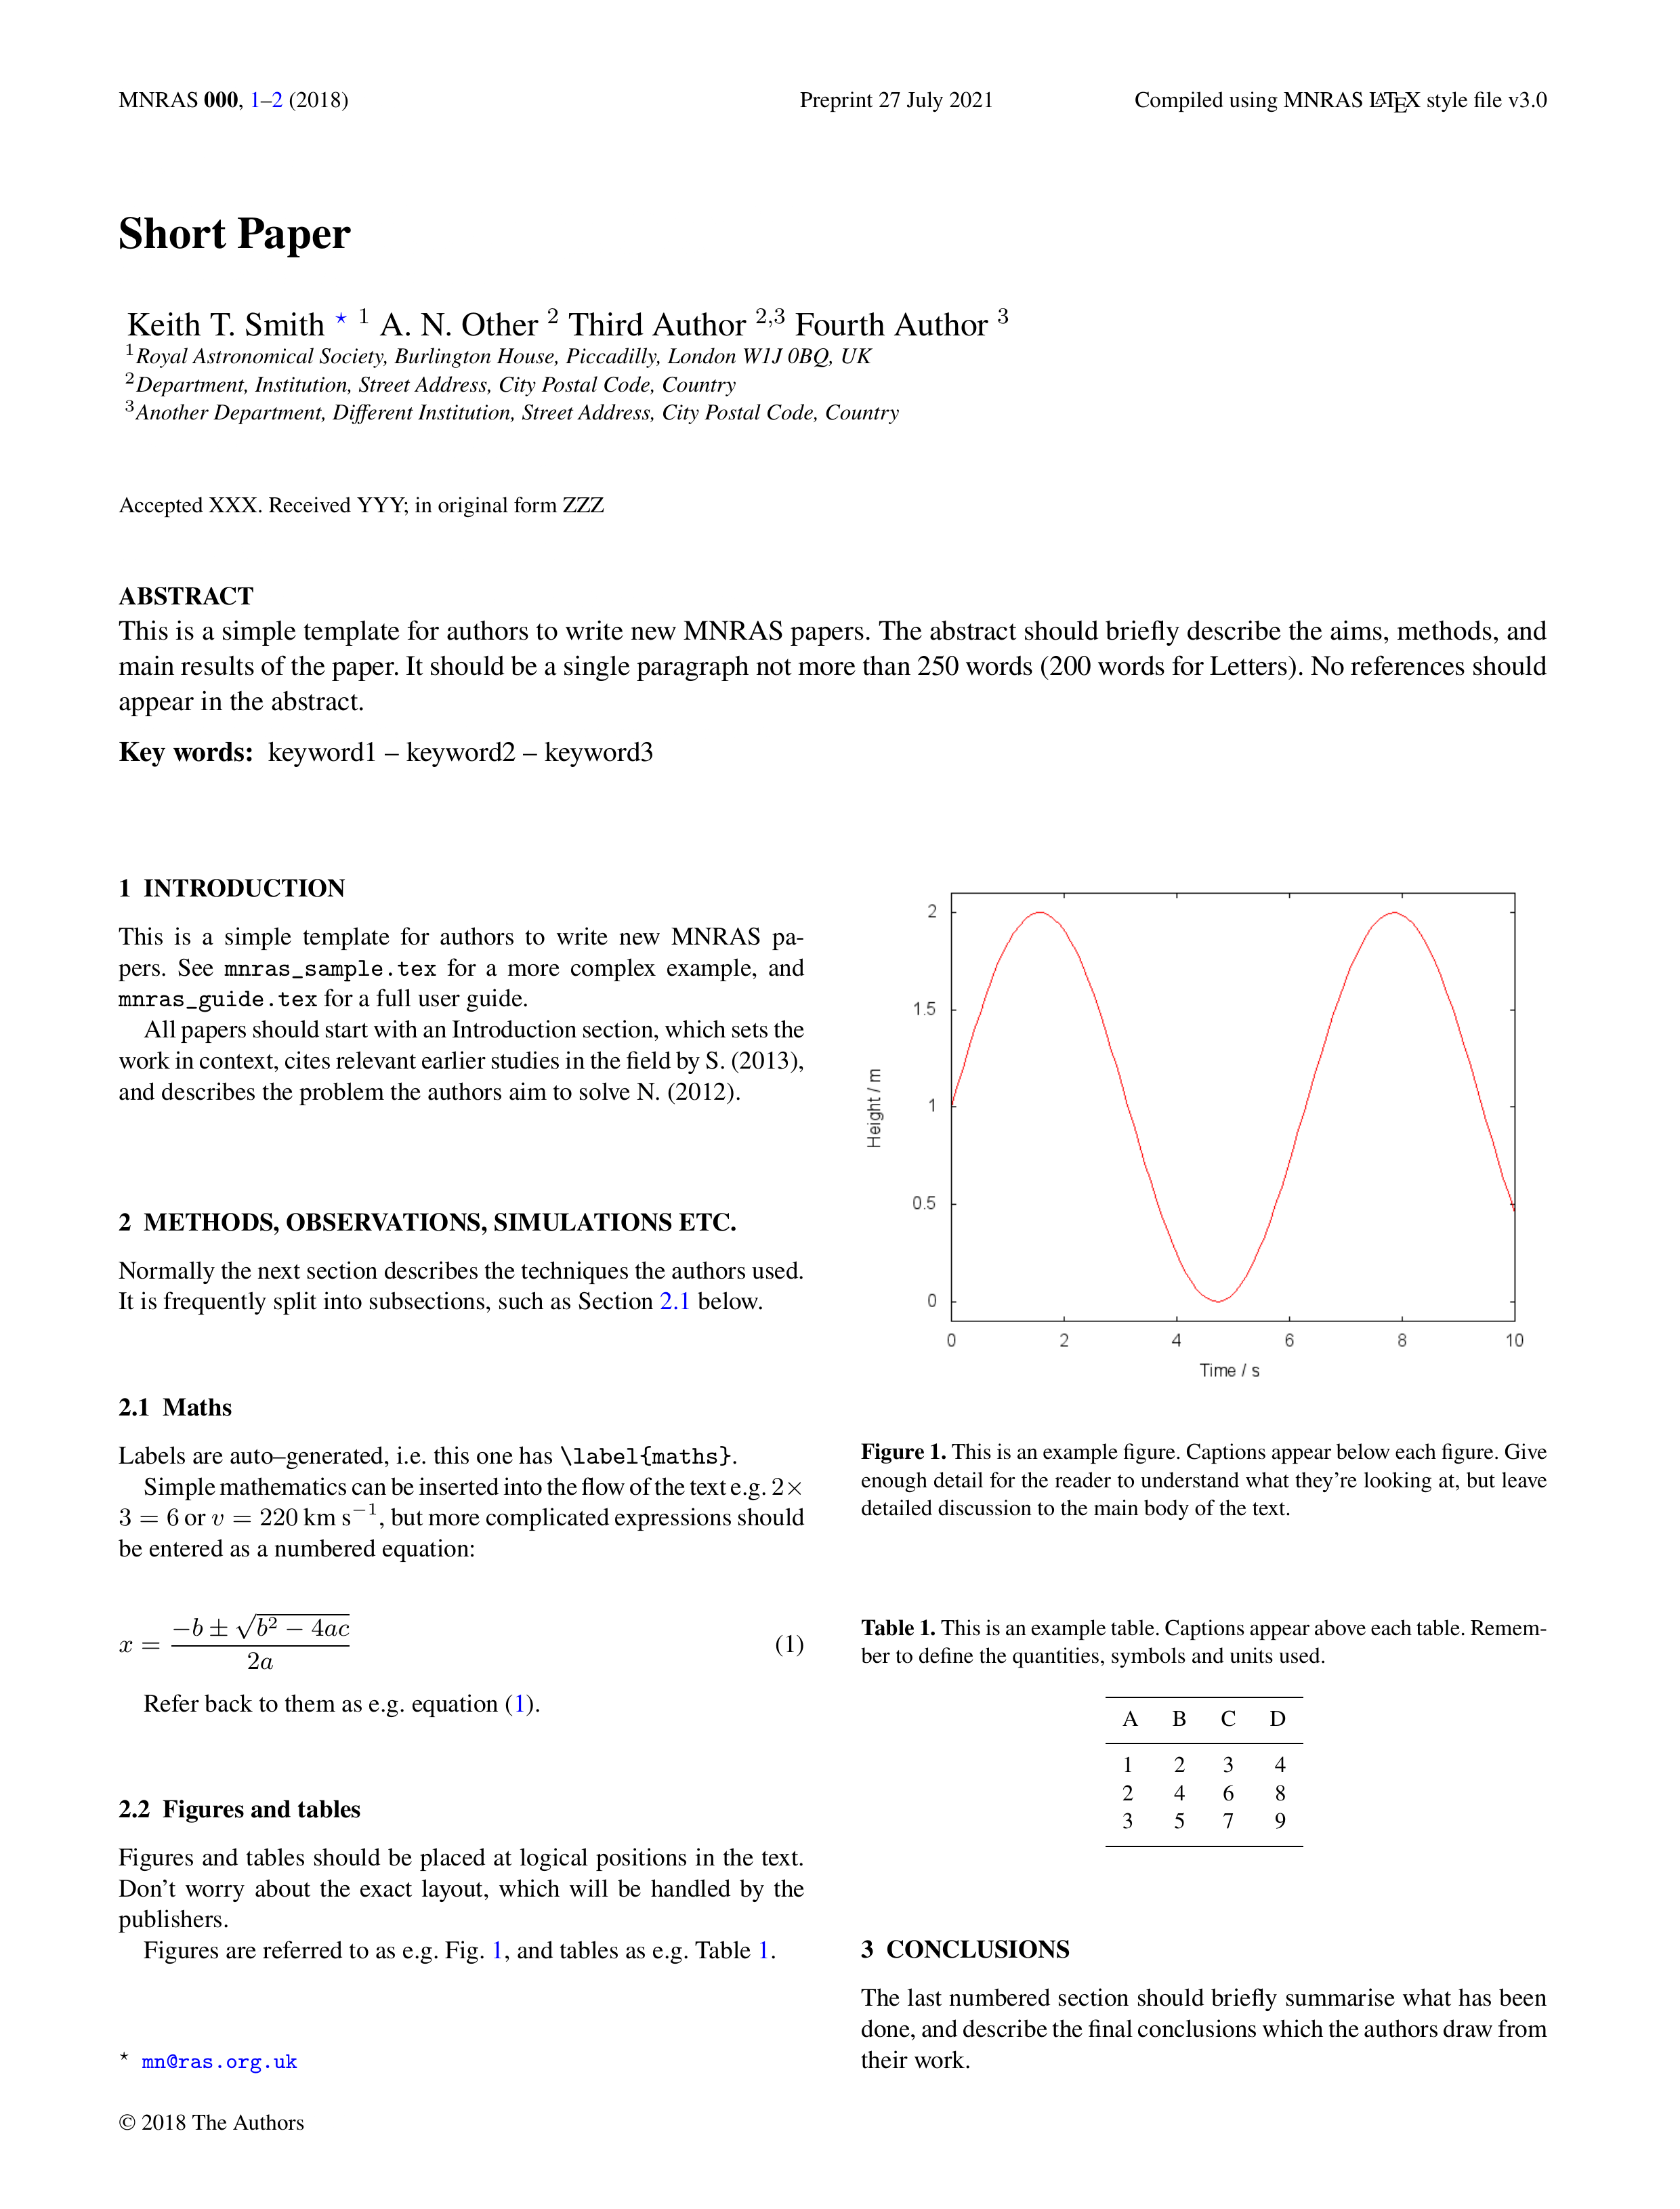 MNRAS 000, 1–2 (2018) Preprint 27 July 2021 Compiled using MNRAS LATEX style file v3.0
Short Paper
Keith T. Smith ⋆ 1 A. N. Other 2 Third Author 2,3 Fourth Author 3
1Royal Astronomical Society, Burlington House, Piccadilly, London W1J 0BQ, UK
2Department, Institution, Street Address, City Postal Code, Country
3Another Department, Different Institution, Street Address, City Postal Code, Country
Accepted XXX. Received YYY; in original form ZZZ
ABSTRACT
This is a simple template for authors to write new MNRAS papers. The abstract should briefly describe the aims, methods, and
main results of the paper. It should be a single paragraph not more than 250 words (200 words for Letters). No references should
appear in the abstract.
Key words: keyword1 – keyword2 – keyword3
1 INTRODUCTION
This is a simple template for authors to write new MNRAS pa-
pers. See mnras_sample.tex for a more complex example, and
mnras_guide.tex for a full user guide.
All papers should start with an Introduction section, which sets the
work in context, cites relevant earlier studies in the field by S. (2013),
and describes the problem the authors aim to solve N. (2012).
2 METHODS, OBSERVATIONS, SIMULATIONS ETC.
Normally the next section describes the techniques the authors used.
It is frequently split into subsections, such as Section 2.1 below.
2.1 Maths
Labels are auto–generated, i.e. this one has \label{maths}.
Simple mathematics can be inserted into the flow of the text e.g. 2×
3 = 6 or v = 220 km s−1, but more complicated expressions should
be entered as a numbered equation:
x = −b ± √b2 − 4ac / 2a (1)
Refer back to them as e.g. equation (1).
2.2 Figures and tables
Figures and tables should be placed at logical positions in the text.
Don't worry about the exact layout, which will be handled by the
publishers.
Figures are referred to as e.g. Fig. 1, and tables as e.g. Table 1.
⋆ mn@ras.org.uk
© 2018 The Authors
2
1.5
1
0.5
0
Height / m
0 2 4 6 8 10
Time / s
Figure 1. This is an example figure. Captions appear below each figure. Give
enough detail for the reader to understand what they're looking at, but leave
detailed discussion to the main body of the text.
Table 1. This is an example table. Captions appear above each table. Remem-
ber to define the quantities, symbols and units used.
A B C D
1 2 3 4
2 4 6 8
3 5 7 9
3 CONCLUSIONS
The last numbered section should briefly summarise what has been
done, and describe the final conclusions which the authors draw from
their work.